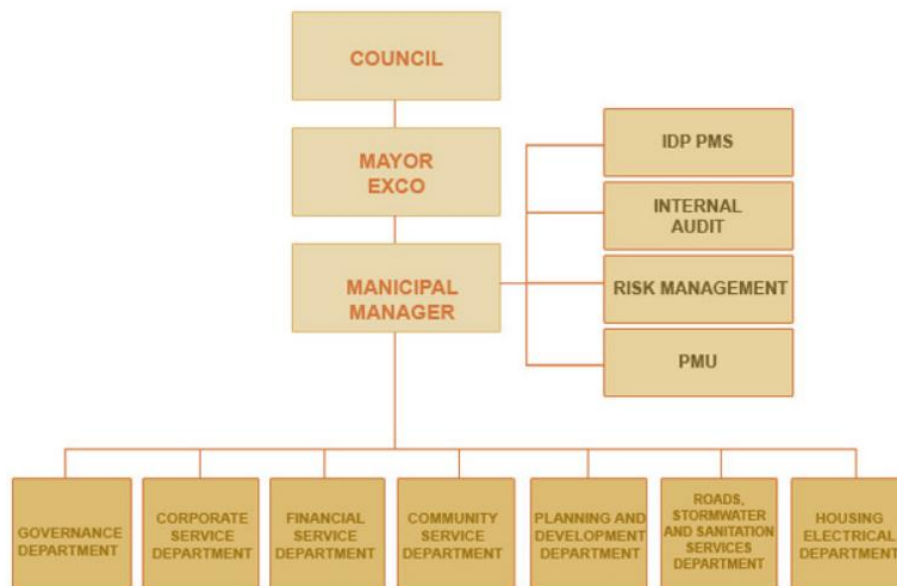 COUNCIL
MAYOR
EXCO
MANICIPAL
MANAGER
IDP PMS
INTERNAL
AUDIT
RISK MANAGEMENT
PMU
GOVERNANCE
DEPARTMENT
CORPORATE
SERVICE
DEPARTMENT
FINANCIAL
SERVICE
DEPARTMENT
COMMUNITY
SERVICE
DEPARTMENT
PLANNING AND
DEVELOPMENT
DEPARTMENT
ROADS,
STORMWATER
AND SANITATION
SERVICES
DEPARTMENT
HOUSING
ELECTRICAL
DEPARTMENT